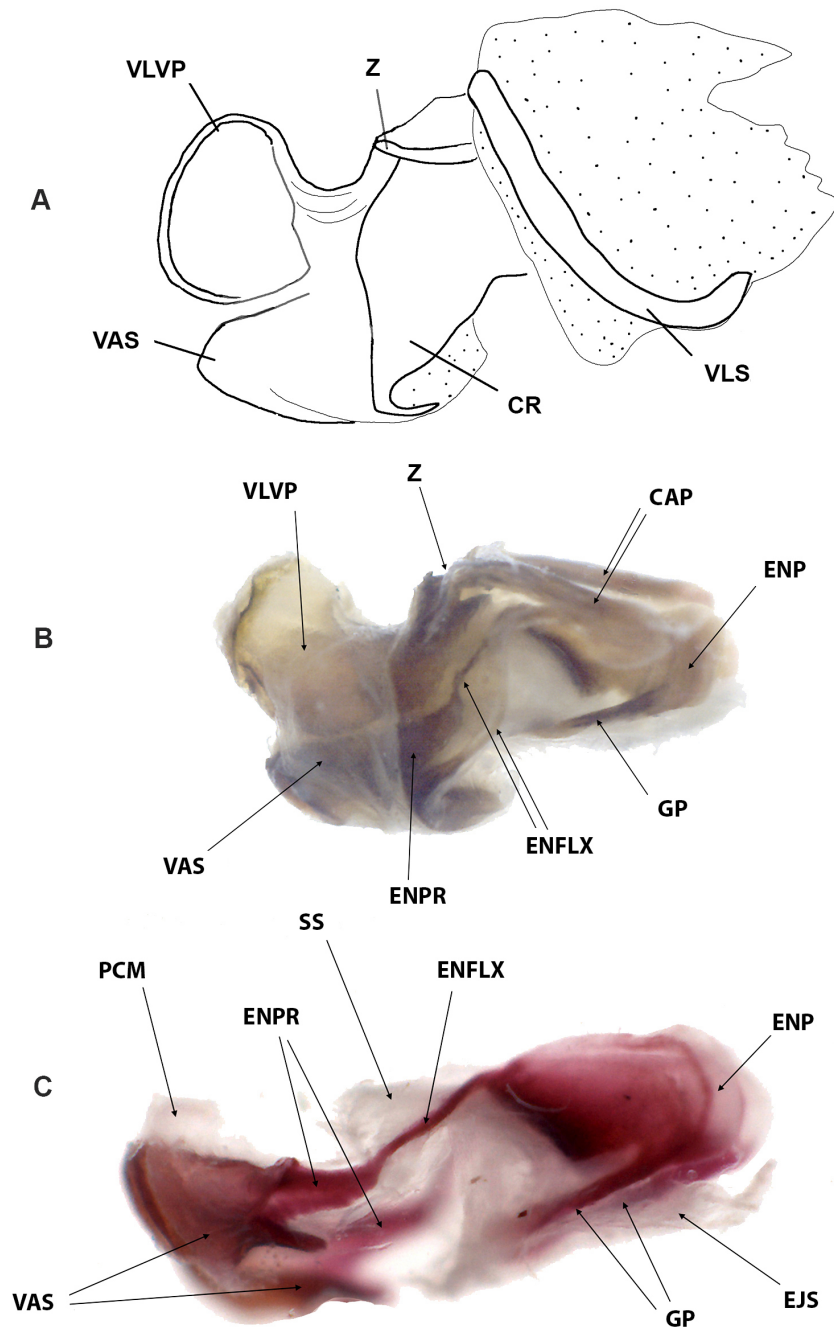 VLVP
Z
A
VAS
VLS
CR
VLVP
Z
CAP
ENP
B
GP
ENFLX
VAS
ENPR
SS
PCM
ENFLX
ENPR
ENP
C
VAS
EJS
GP